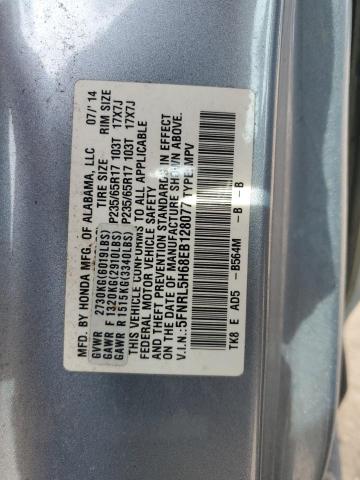 MFD. BY HONDA MFG. OF ALABAMA, LLC 07/'14
GVWR 2730KG(6019LBS) TIRE SIZE RIM SIZE
GAWR F 1320KG(2910LBS) P235/65R17 103T 17X7J
GAWR R 1515KG(3340LBS) P235/65R17 103T 17X7J
THIS VEHICLE CONFORMS TO ALL APPLICABLE
FEDERAL MOTOR VEHICLE SAFETY
AND THEFT PREVENTION STANDARDS IN EFFECT
ON THE DATE OF MANUFACTURE SHOWN ABOVE.
V.I.N.:5FNRL5H68EB128077 TYPE:MPV
TK8 E AD5 -B564M -B -B